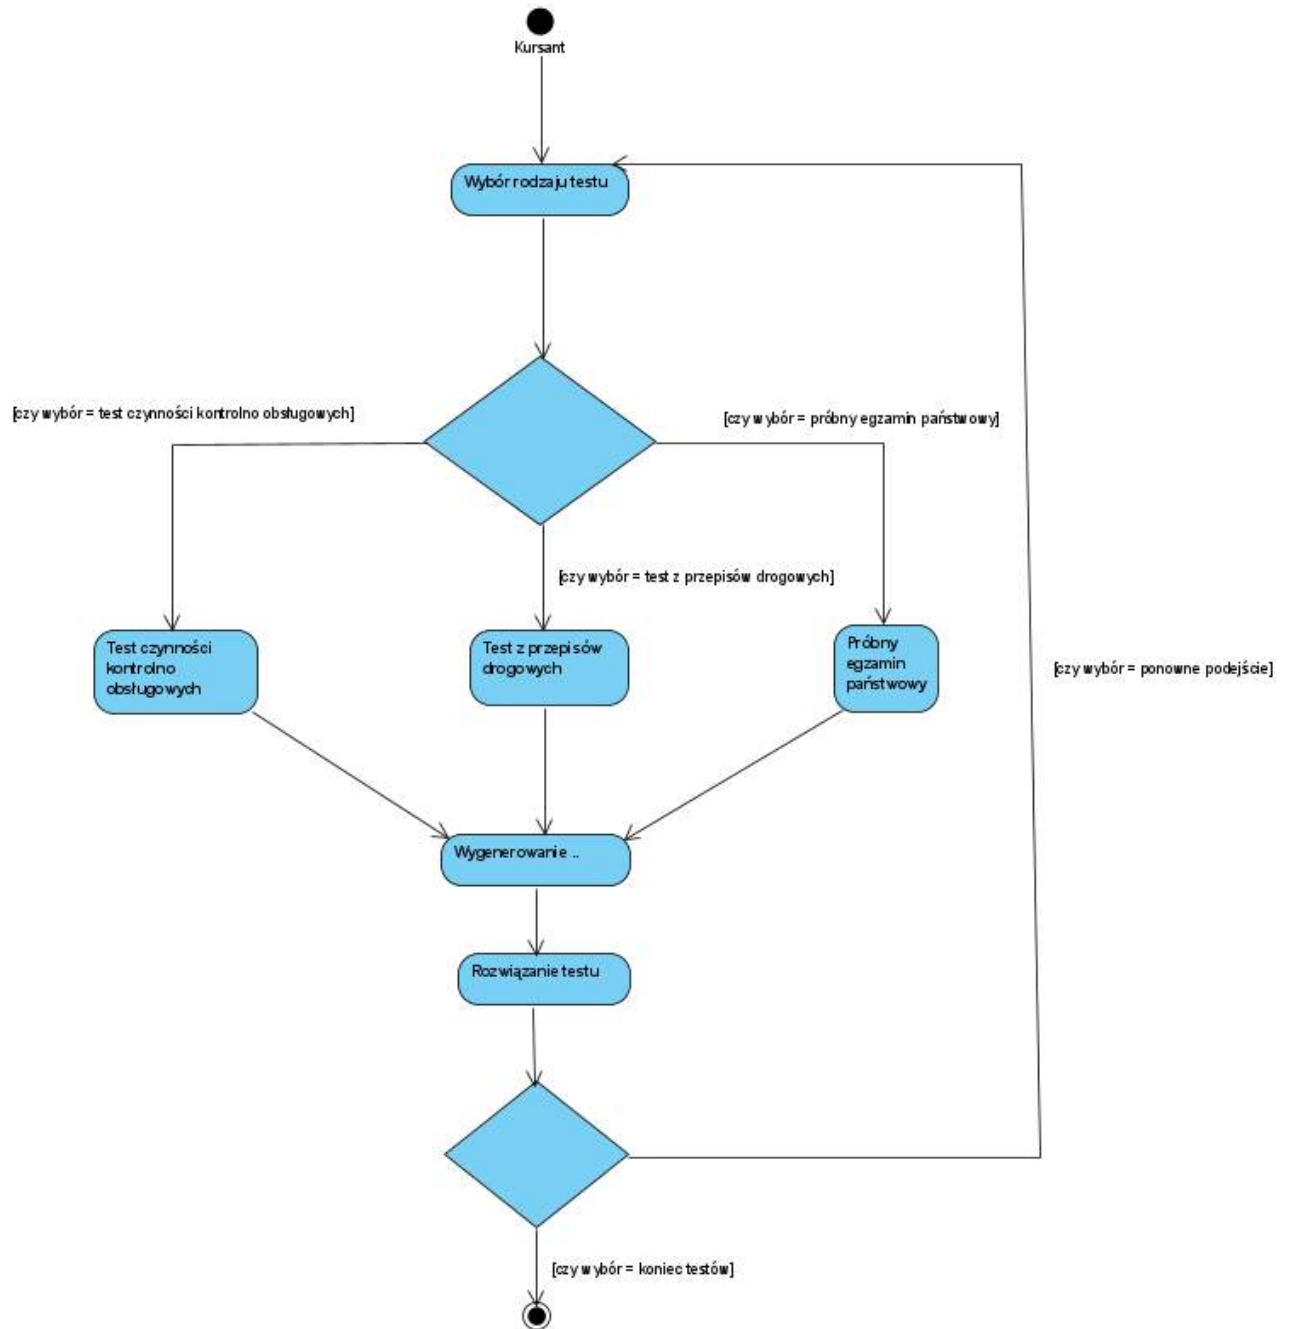 Kursant
Wybór rodzaju testu
[czy wybór = test czynności kontrolno obsługowych]
[czy wybór = próbny egzamin państwowy]
[czy wybór = test z przepisów drogowych]
Test czynności
kontrolno
obsługowych
Test z przepisów
drogowych
Próbny
egzamin
państwowy
[czy wybór = ponowne podejście]
Wygenerowanie ..
Rozwiązanie testu
[czy wybór = koniec testów]